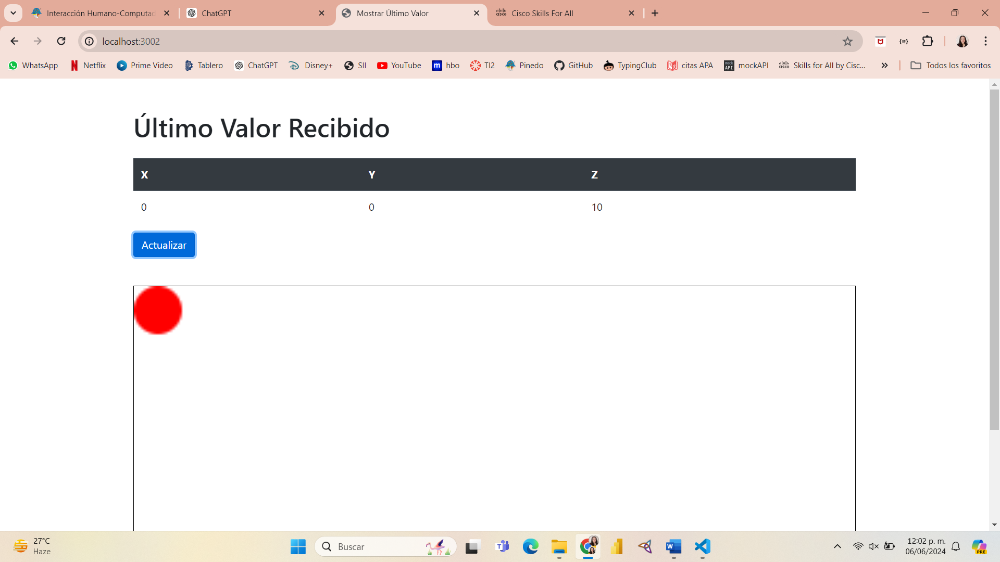 Interacción Humano-Computad
ChatGPT
Mostrar Último Valor
Cisco Skills For All
localhost:3002
WhatsApp
Netflix
Prime Video
Tablero
ChatGPT
Disney+
SII
YouTube
hbo
TI2
Pinedo
GitHub
TypingClub
citas APA
mockAPI
Skills for All by Cisc...
Todos los favoritos
Último Valor Recibido
X Y Z
0 0 10
Actualizar
27°C
Haze
Buscar
12:02 p. m.
06/06/2024
PRE